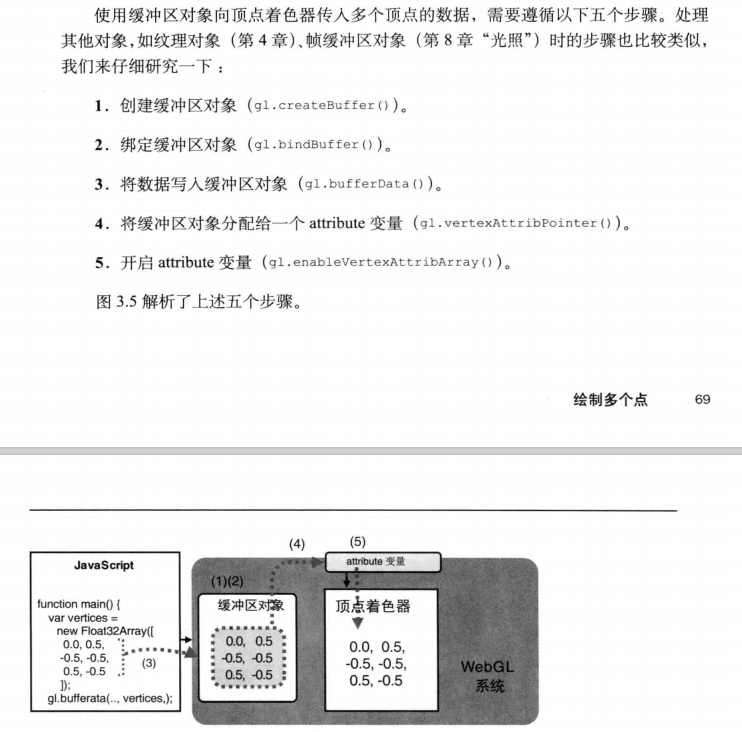 使用缓冲区对象向顶点着色器传入多个顶点的数据，需要遵循以下五个步骤。处理
其他对象，如纹理对象（第 4 章）、帧缓冲区对象（第 8 章“光照”）时的步骤也比较类似，
我们来仔细研究一下：
1．创建缓冲区对象（gl.createBuffer()）。
2．绑定缓冲区对象（gl.bindBuffer()）。
3．将数据写入缓冲区对象（gl.bufferData()）。
4．将缓冲区对象分配给一个 attribute 变量（gl.vertexAttribPointer()）。
5．开启 attribute 变量（gl.enableVertexAttribArray()）。
图 3.5 解析了上述五个步骤。
绘制多个点 69
JavaScript
function main() {
var vertices =
new Float32Array([
0.0, 0.5,
-0.5, -0.5,
0.5, -0.5
]);
gl.bufferata(.., vertices,);
(3)
(1)(2)
缓冲区对象
0.0, 0.5
-0.5, -0.5
0.5, -0.5
(4)
(5)
attribute 变量
顶点着色器
0.0, 0.5,
-0.5, -0.5,
0.5, -0.5
WebGL
系统